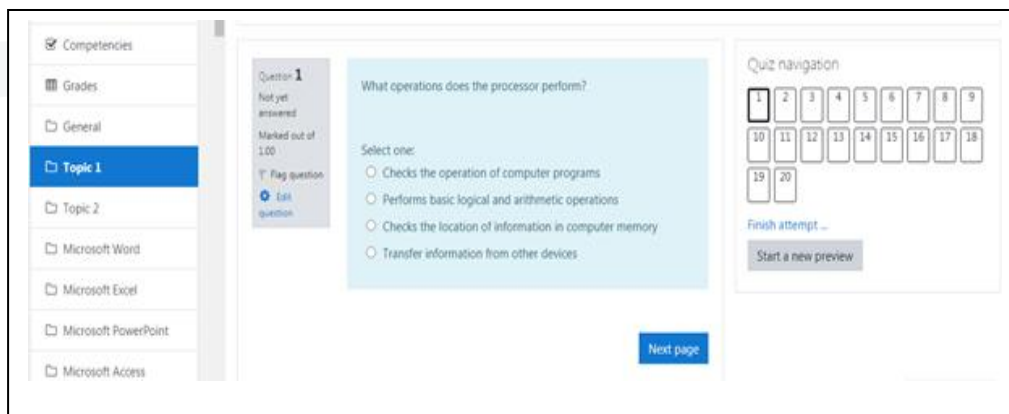 Competencies
Grades
General
Topic 1
Topic 2
Microsoft Word
Microsoft Excel
Microsoft PowerPoint
Microsoft Access
Question 1
Not yet
answered
Marked out of
1.00
Flag question
Edit
question
What operations does the processor perform?
Select one:
Checks the operation of computer programs
Performs basic logical and arithmetic operations
Checks the location of information in computer memory
Transfer information from other devices
Next page
Quiz navigation
1 2 3 4 5 6 7 8 9
10 11 12 13 14 15 16 17 18
19 20
Finish attempt ...
Start a new preview